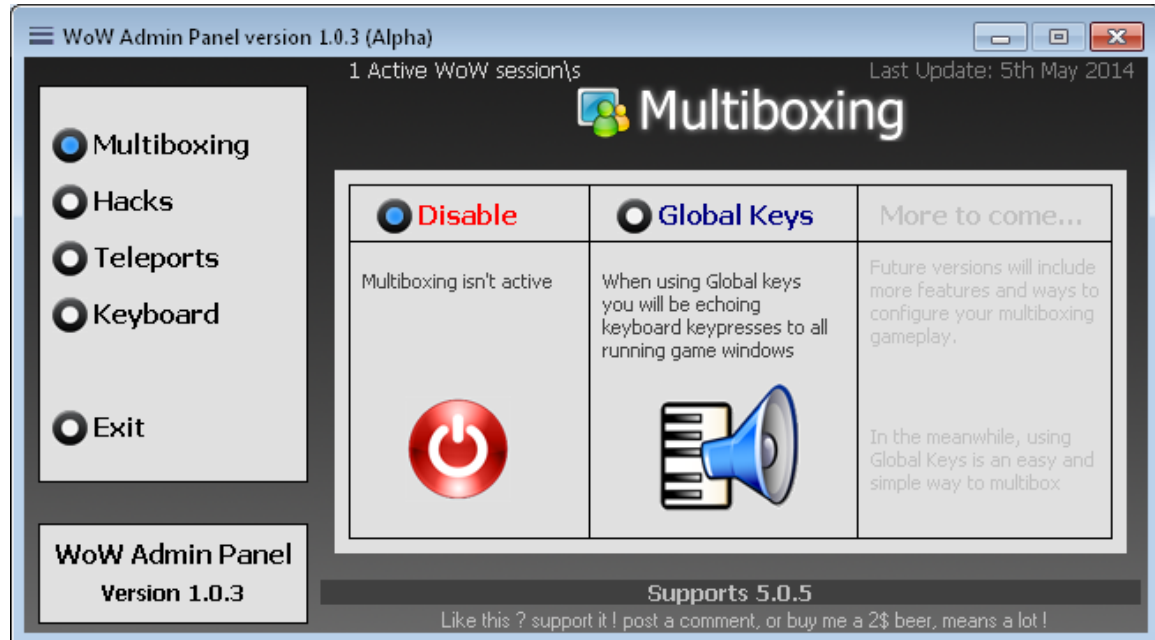 WoW Admin Panel version 1.0.3 (Alpha)
1 Active WoW session\s
Last Update: 5th May 2014
Multiboxing
Multiboxing
Hacks
Teleports
Keyboard
Exit
Disable
Global Keys
More to come...
Multiboxing isn't active
When using Global keys
you will be echoing
keyboard keypresses to all
running game windows
Future versions will include
more features and ways to
configure your multiboxing
gameplay.
In the meanwhile, using
Global Keys is an easy and
simple way to multibox
WoW Admin Panel
Version 1.0.3
Supports 5.0.5
Like this ? support it ! post a comment, or buy me a 2$ beer, means a lot !